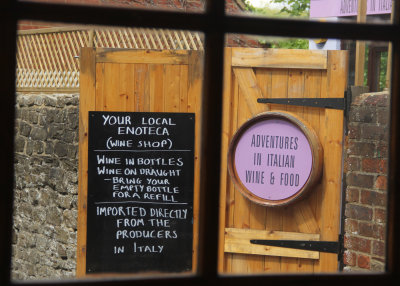 YOUR LOCAL
ENOTECA
(WINE SHOP)
WINE IN BOTTLES
WINE ON DRAUGHT
- BRING YOUR
EMPTY BOTTLE
FOR A REFILL
IMPORTED DIRECTLY
FROM THE
PRODUCERS
IN ITALY
ADVENTURES
IN ITALIAN
WINE & FOOD